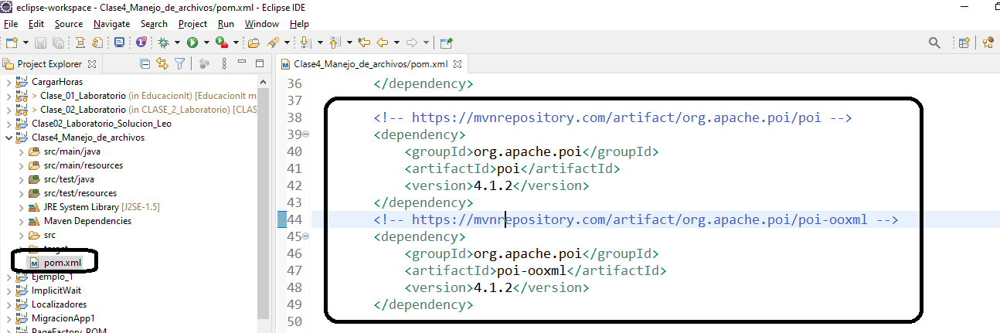 eclipse-workspace - Clase4_Manejo_de_archivos/pom.xml - Eclipse IDE
File Edit Source Navigate Search Project Run Window Help
Project Explorer
CargarHoras
> Clase_01_Laboratorio (in EducacionIt) [EducacionIt m
> Clase_02_Laboratorio (in CLASE_2_Laboratorio) [CLAS
Clase02_Laboratorio_Solucion_Leo
Clase4_Manejo_de_archivos
src/main/java
src/main/resources
src/test/java
src/test/resources
JRE System Library [J2SE-1.5]
Maven Dependencies
src
target
pom.xml
Ejemplo_1
ImplicitWait
Localizadores
MigracionApp1
PageFactory_POM
Clase4_Manejo_de_archivos/pom.xml
36 </dependency>
37
38 <!-- https://mvnrepository.com/artifact/org.apache.poi/poi -->
39 <dependency>
40 <groupId>org.apache.poi</groupId>
41 <artifactId>poi</artifactId>
42 <version>4.1.2</version>
43 </dependency>
44 <!-- https://mvnrepository.com/artifact/org.apache.poi/poi-ooxml -->
45 <dependency>
46 <groupId>org.apache.poi</groupId>
47 <artifactId>poi-ooxml</artifactId>
48 <version>4.1.2</version>
49 </dependency>
50